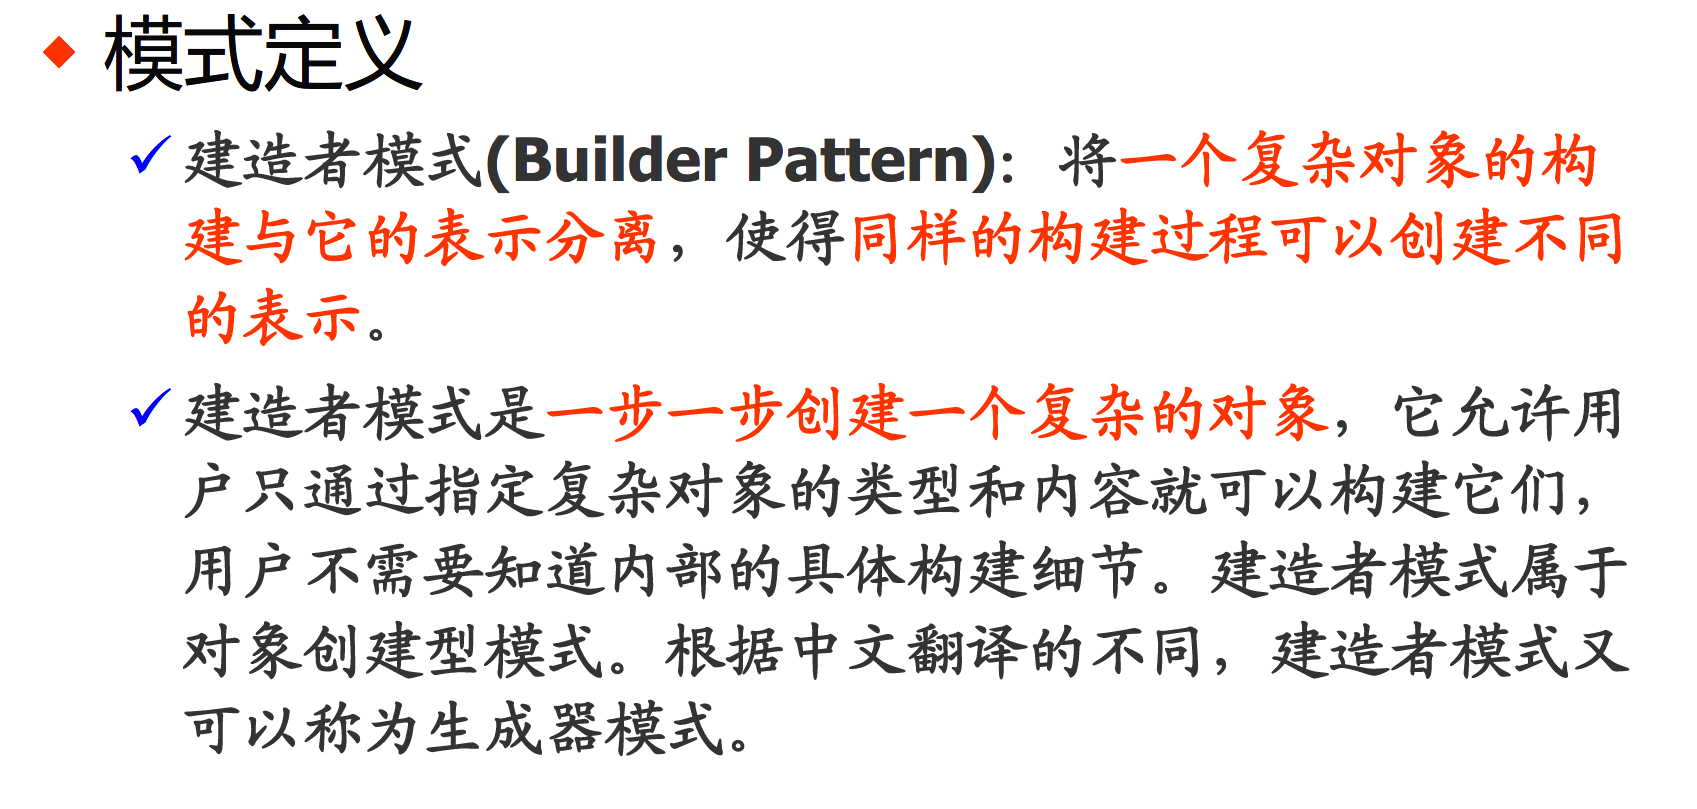 模式定义
建造者模式(Builder Pattern)：将一个复杂对象的构
建与它的表示分离，使得同样的构建过程可以创建不同
的表示。
建造者模式是一步一步创建一个复杂的对象，它允许用
户只通过指定复杂对象的类型和内容就可以构建它们，
用户不需要知道内部的具体构建细节。建造者模式属于
对象创建型模式。根据中文翻译的不同，建造者模式又
可以称为生成器模式。